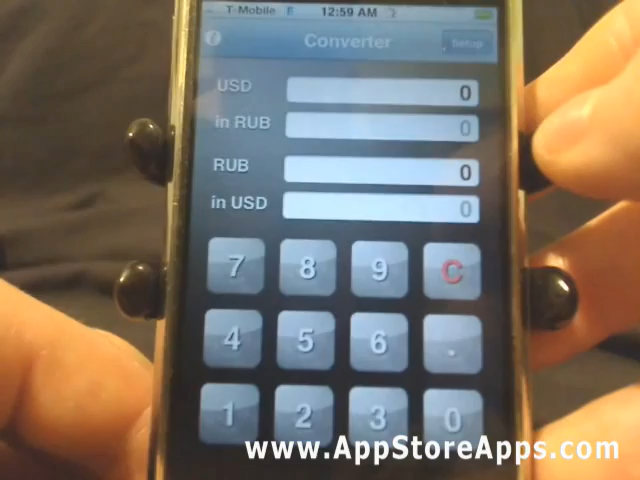 T-Mobile 12:59 AM
Converter Setup
USD 0
in RUB 0
RUB 0
in USD 0
7 8 9 C
4 5 6 .
1 2 3 0
www.AppStoreApps.com